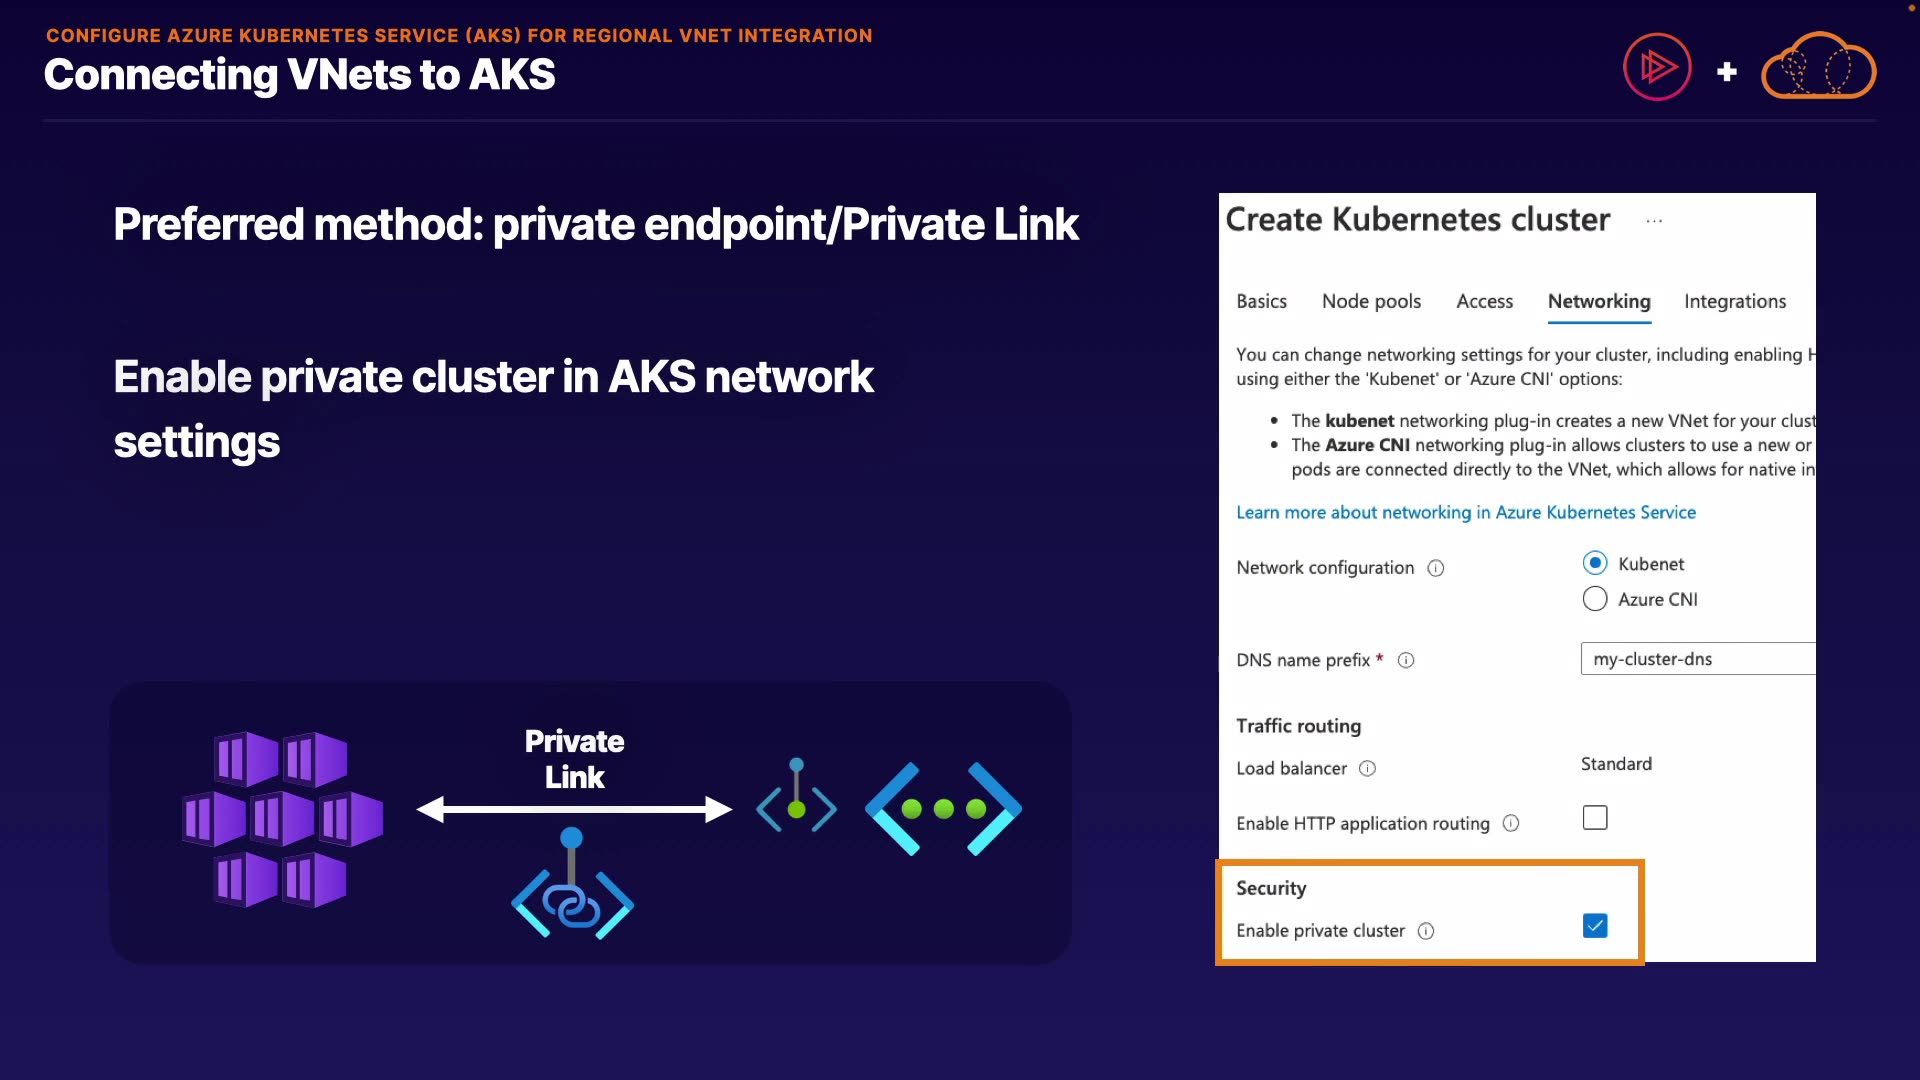 CONFIGURE AZURE KUBERNETES SERVICE (AKS) FOR REGIONAL VNET INTEGRATION
Connecting VNets to AKS
Preferred method: private endpoint/Private Link
Enable private cluster in AKS network
settings
Private
Link
Create Kubernetes cluster ...
Basics Node pools Access Networking Integrations
You can change networking settings for your cluster, including enabling H
using either the 'Kubenet' or 'Azure CNI' options:
• The kubenet networking plug-in creates a new VNet for your clust
• The Azure CNI networking plug-in allows clusters to use a new or
pods are connected directly to the VNet, which allows for native in
Learn more about networking in Azure Kubernetes Service
Network configuration Kubenet
Azure CNI
DNS name prefix * my-cluster-dns
Traffic routing
Load balancer Standard
Enable HTTP application routing
Security
Enable private cluster